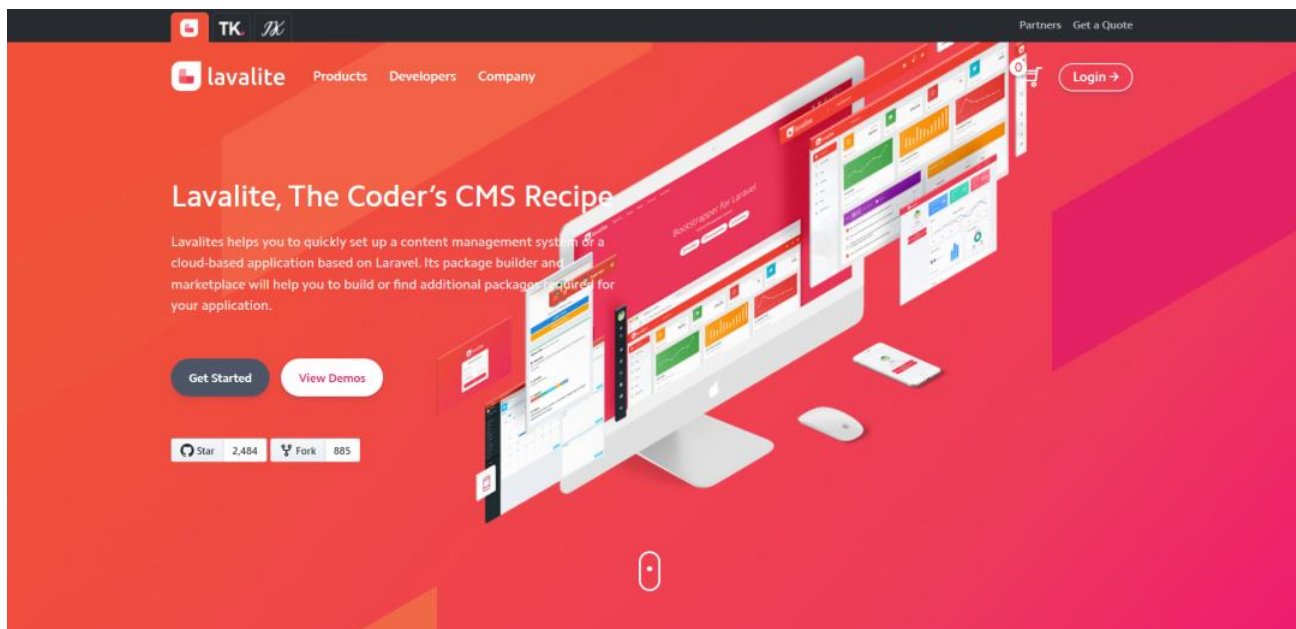 TK.
JK
Partners Get a Quote
lavalite Products Developers Company
0
Login →
Lavalite, The Coder's CMS Recipe
Lavalites helps you to quickly set up a content management system or a
cloud-based application based on Laravel. Its package builder and
marketplace will help you to build or find additional packages required for
your application.
Bootstrapper for Laravel
Get Started View Demos
Star 2,484 Fork 885